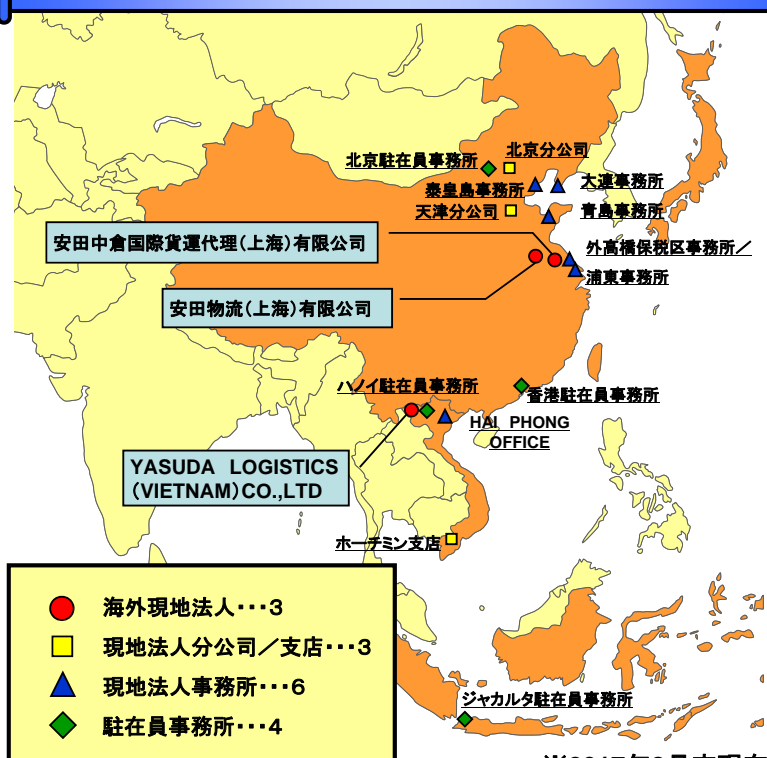 北京分公司
北京駐在員事務所
秦皇島事務所
大連事務所
天津分公司
青島事務所
安田中倉国際貨運代理(上海)有限公司
外高橋保税区事務所／
浦東事務所
安田物流(上海)有限公司
ハノイ駐在員事務所
香港駐在員事務所
HAI PHONG
OFFICE
YASUDA LOGISTICS
(VIETNAM)CO.,LTD
ホーチミン支店
海外現地法人・・・3
現地法人分公司／支店・・・3
現地法人事務所・・・6
駐在員事務所・・・4
ジャカルタ駐在員事務所